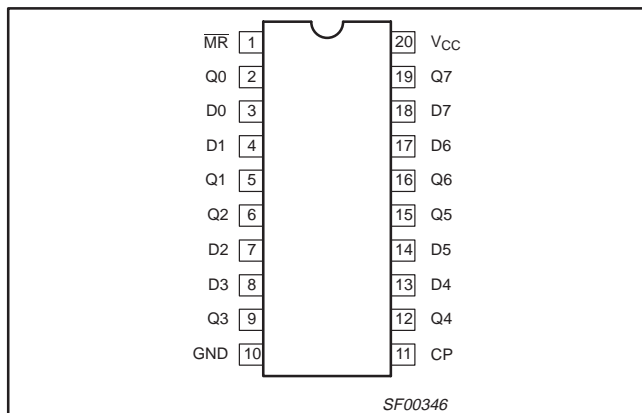 M̅R̅ 1 20 VCC
Q0 2 19 Q7
D0 3 18 D7
D1 4 17 D6
Q1 5 16 Q6
Q2 6 15 Q5
D2 7 14 D5
D3 8 13 D4
Q3 9 12 Q4
GND 10 11 CP
SF00346